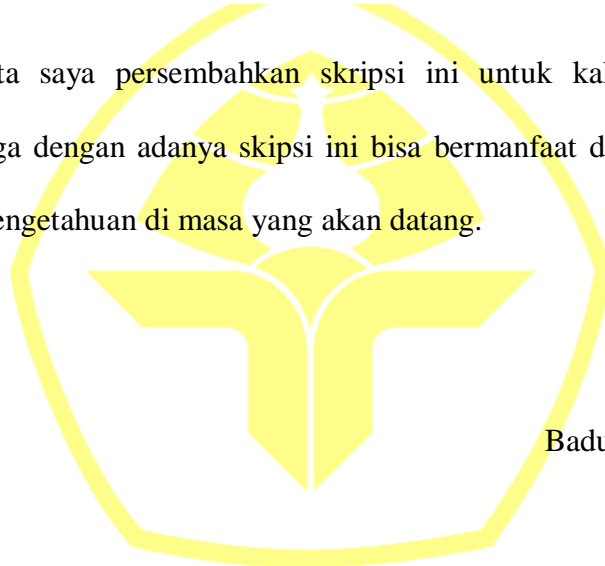 ta saya persembahkan skripsi ini untuk kal
ga dengan adanya skipsi ini bisa bermanfaat d
engetahuan di masa yang akan datang.
Badu